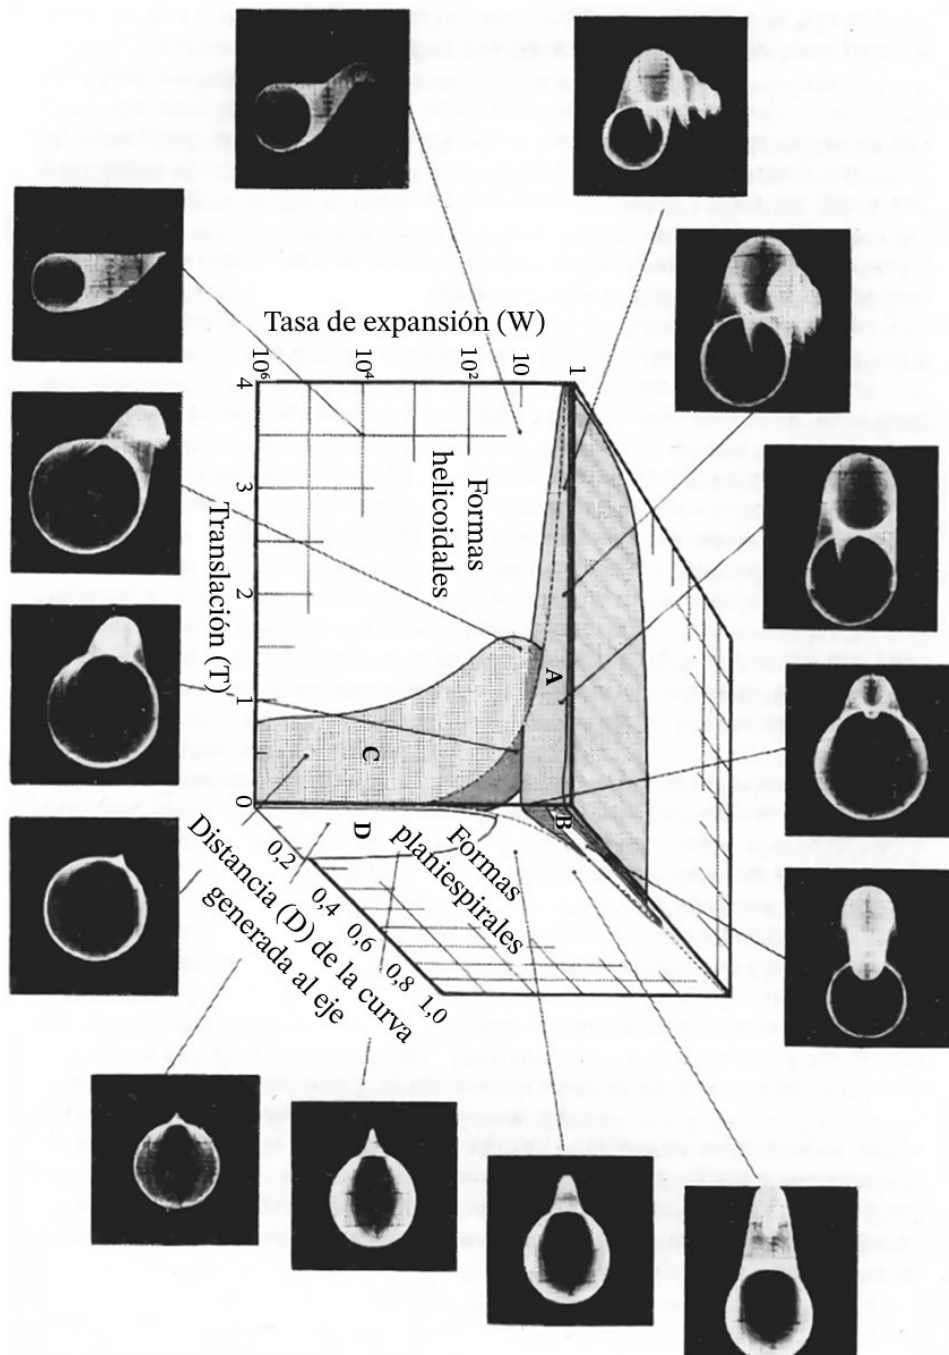 Tasa de expansión (W)
10⁶
10⁴
10²
10
1
4
3
2
1
0
Translación (T)
Formas
helicoidales
A
B
C
D
Formas
planiespirales
0,2
0,4
0,6
0,8
1,0
Distancia (D) de la curva
generada al eje